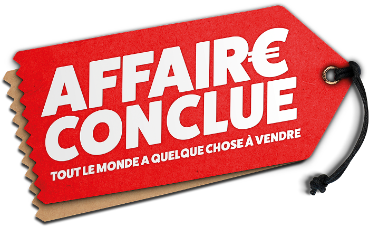 AFFAIR€
CONCLUE
TOUT LE MONDE A QUELQUE CHOSE À VENDRE